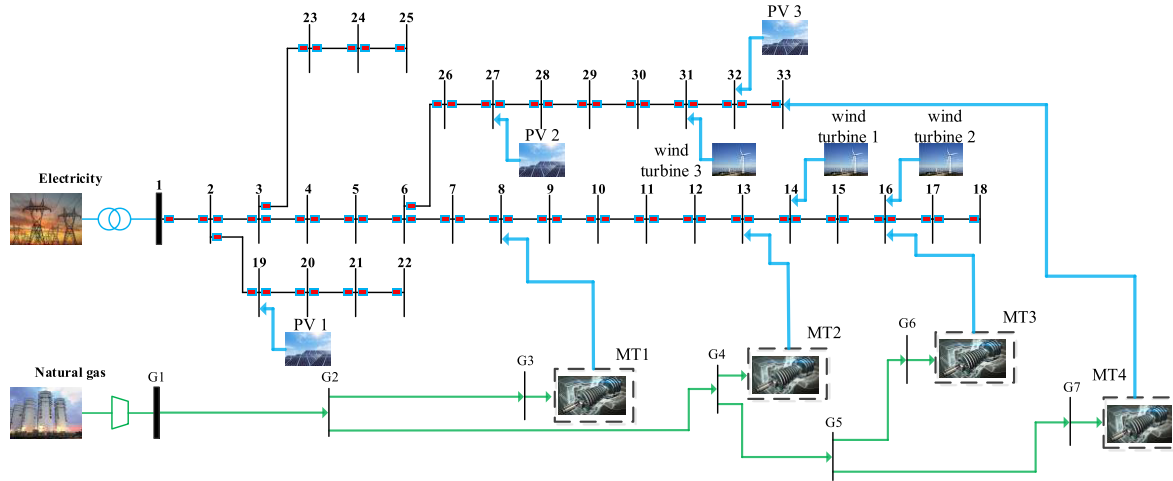 23 24 25
PV 3
26 27 28 29 30 31 32 33
PV 2
wind
turbine 3
wind
turbine 1
wind
turbine 2
Electricity
1 2 3 4 5 6 7 8 9 10 11 12 13 14 15 16 17 18
19 20 21 22
PV 1
Natural gas
G1 G2 G3 MT1 G4 MT2 G5 G6 MT3 G7 MT4